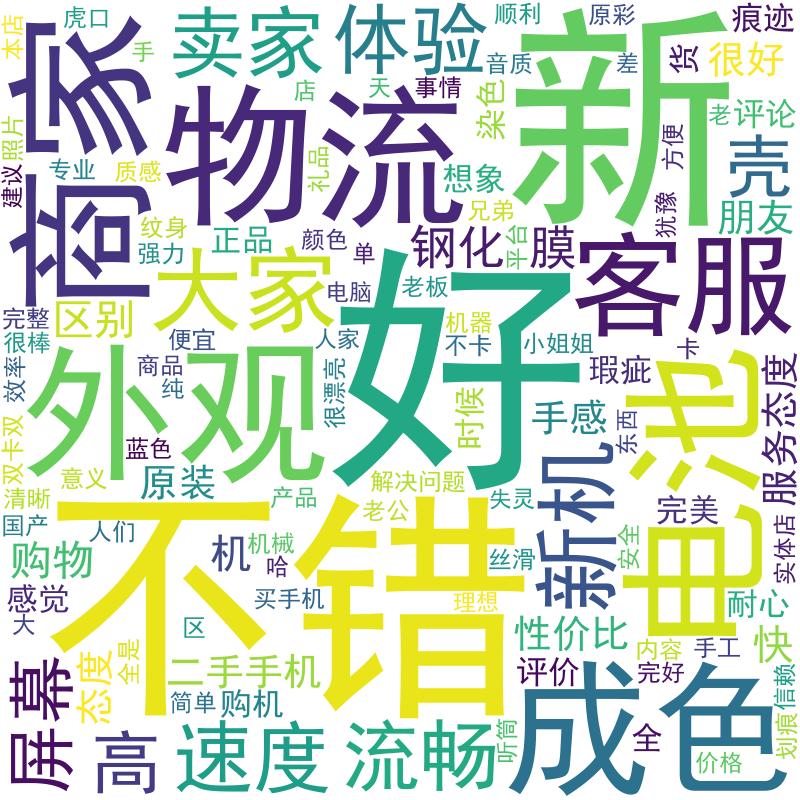 本店
虎口
手
卖家
体验
顺利
原彩
痕迹
音质
差
货
很好
商家
物流
店
天
事情
染色
新
老
评论
照片
专业
质感
礼品
想象
方便
壳
建议
纹身
强力
正品
颜色
单
钢化
膜
兄弟
平台
犹豫
朋友
大家
电脑
老板
好
客服
完整
很棒
区别
便宜
人家
机器
不卡
小姐姐
卡
效率
商品
纯
很漂亮
瑕疵
外观
时候
手感
东西
电池
服务态度
双卡双
蓝色
清晰
意义
原装
产品
解决问题
失灵
新机
完美
实体店
国产
人们
老公
购物
机
机械
哈
丝滑
安全
不错
感觉
大
买手机
理想
耐心
区
性价比
快
屏幕
态度
全是
二手手机
内容
手工
评价
完好
简单
购机
成色
信赖
高
速度
流畅
听筒
全
价格
划痕